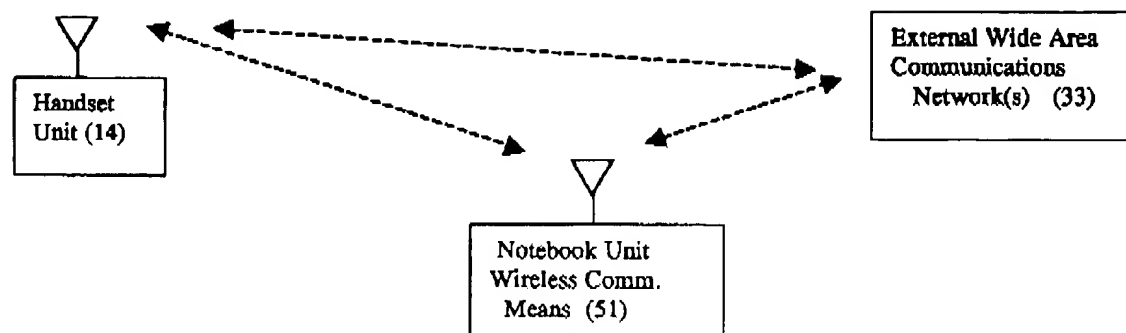 Handset
Unit (14)
External Wide Area
Communications
Network(s) (33)
Notebook Unit
Wireless Comm.
Means (51)